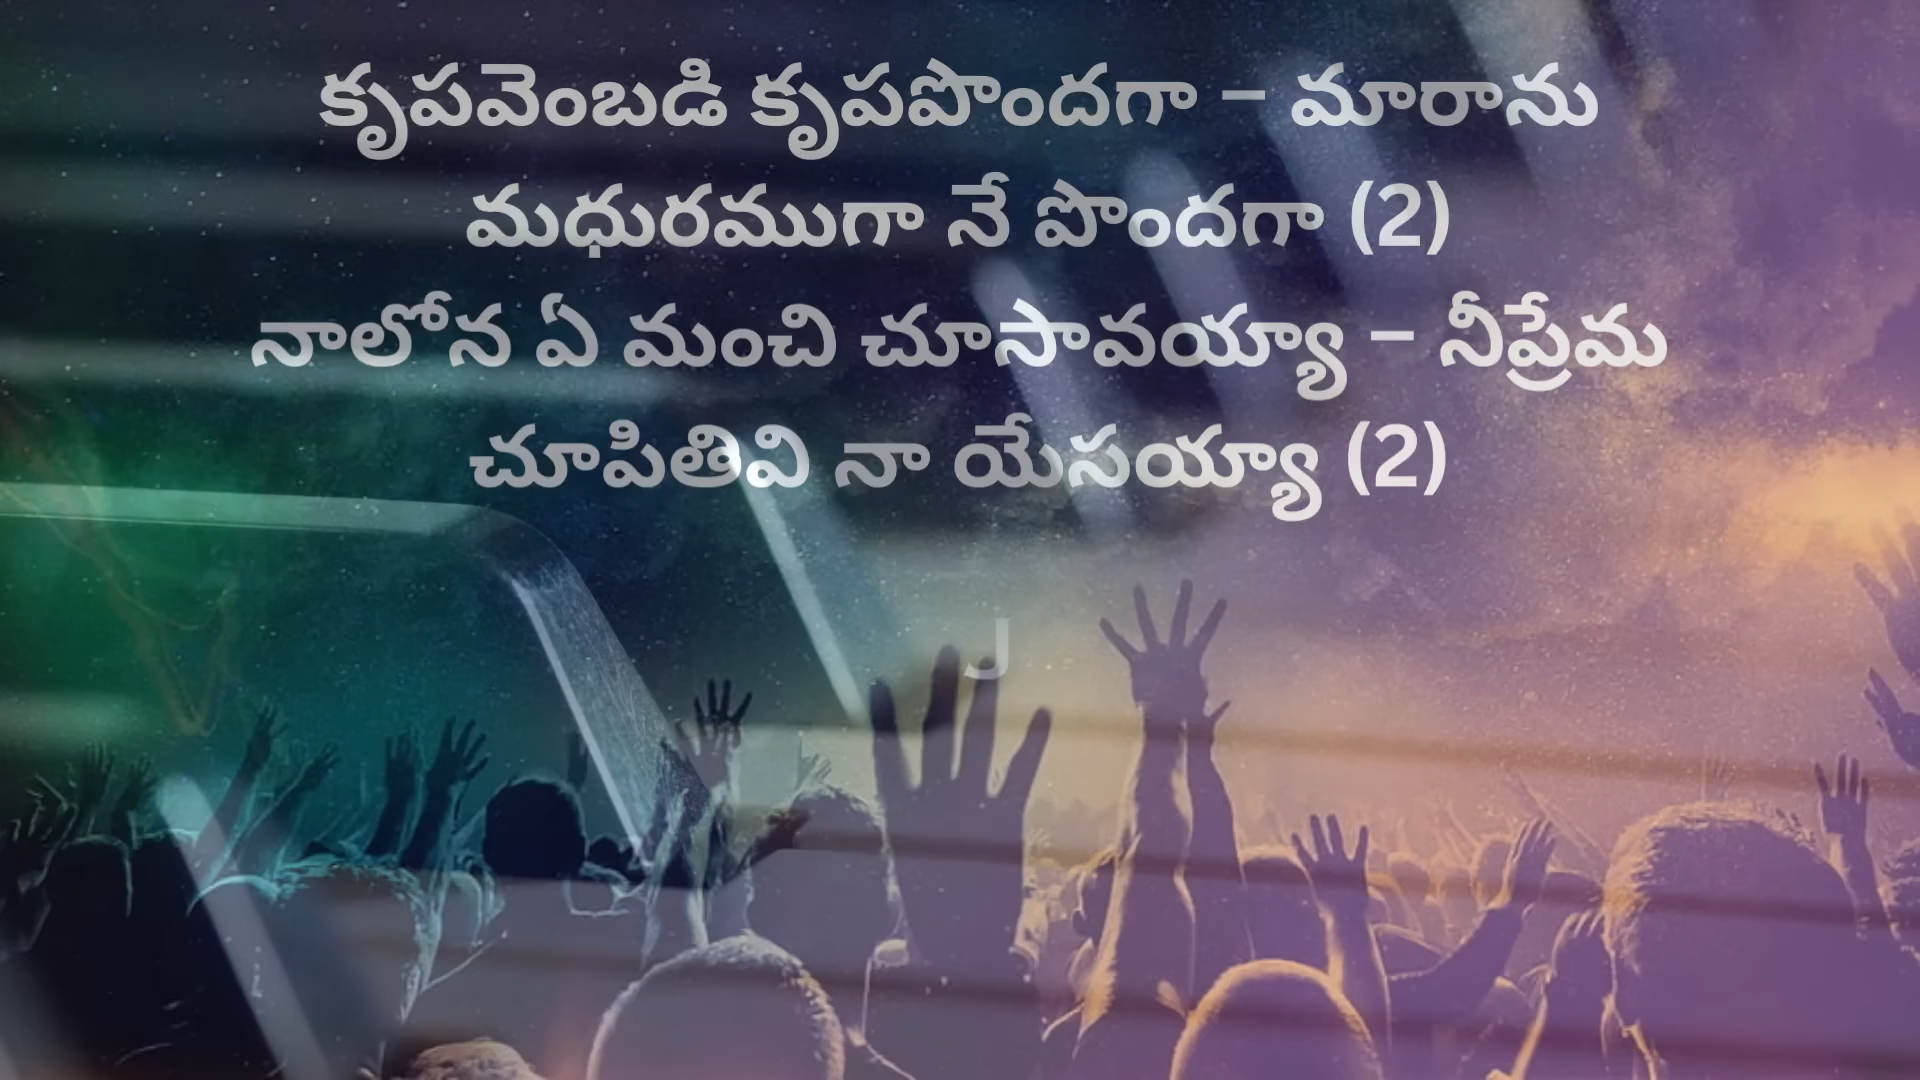 కృపవెంబడి కృపపొందగా – మారాను
మధురముగా నే పొందగా (2)
నాలోన ఏ మంచి చూసావయ్యా – నీప్రేమ
చూపితివి నా యేసయ్యా (2)
J